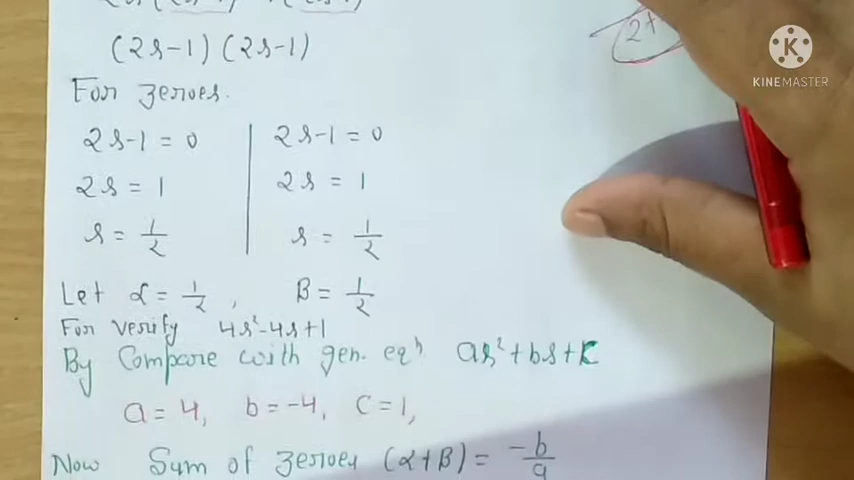 (2s-1) (2s-1)
2+
K
KINEMASTER
For zeroes.
2s-1 = 0 2s-1 = 0
2s = 1 2s = 1
s = 1/2 s = 1/2
Let α = 1/2 , β = 1/2
For verify 4s²-4s+1
By Compare with gen. eqⁿ as²+bs+c
a = 4, b = -4, c = 1,
Now Sum of zeroes (α+β) = -b/a